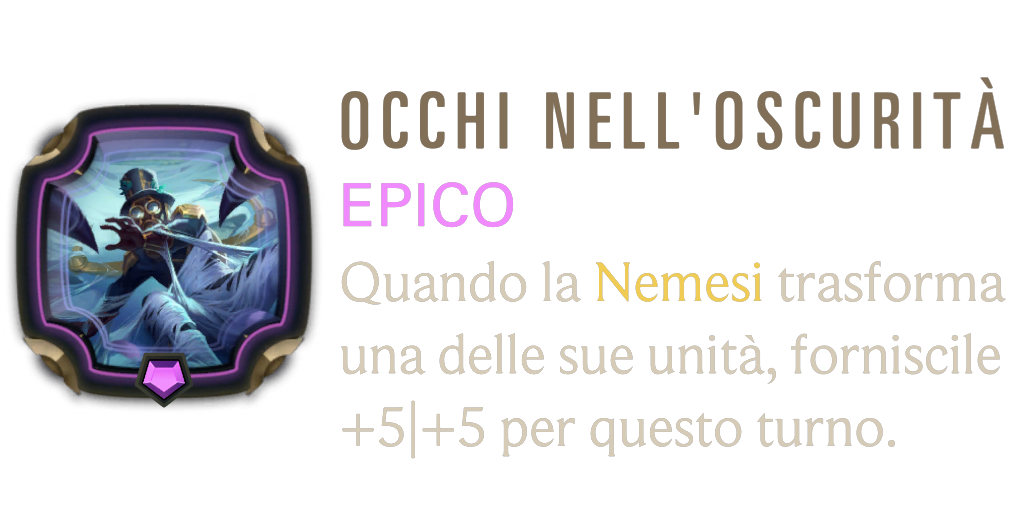 OCCHI NELL'OSCURITÀ
EPICO
Quando la Nemesi trasforma
una delle sue unità, forniscile
+5|+5 per questo turno.